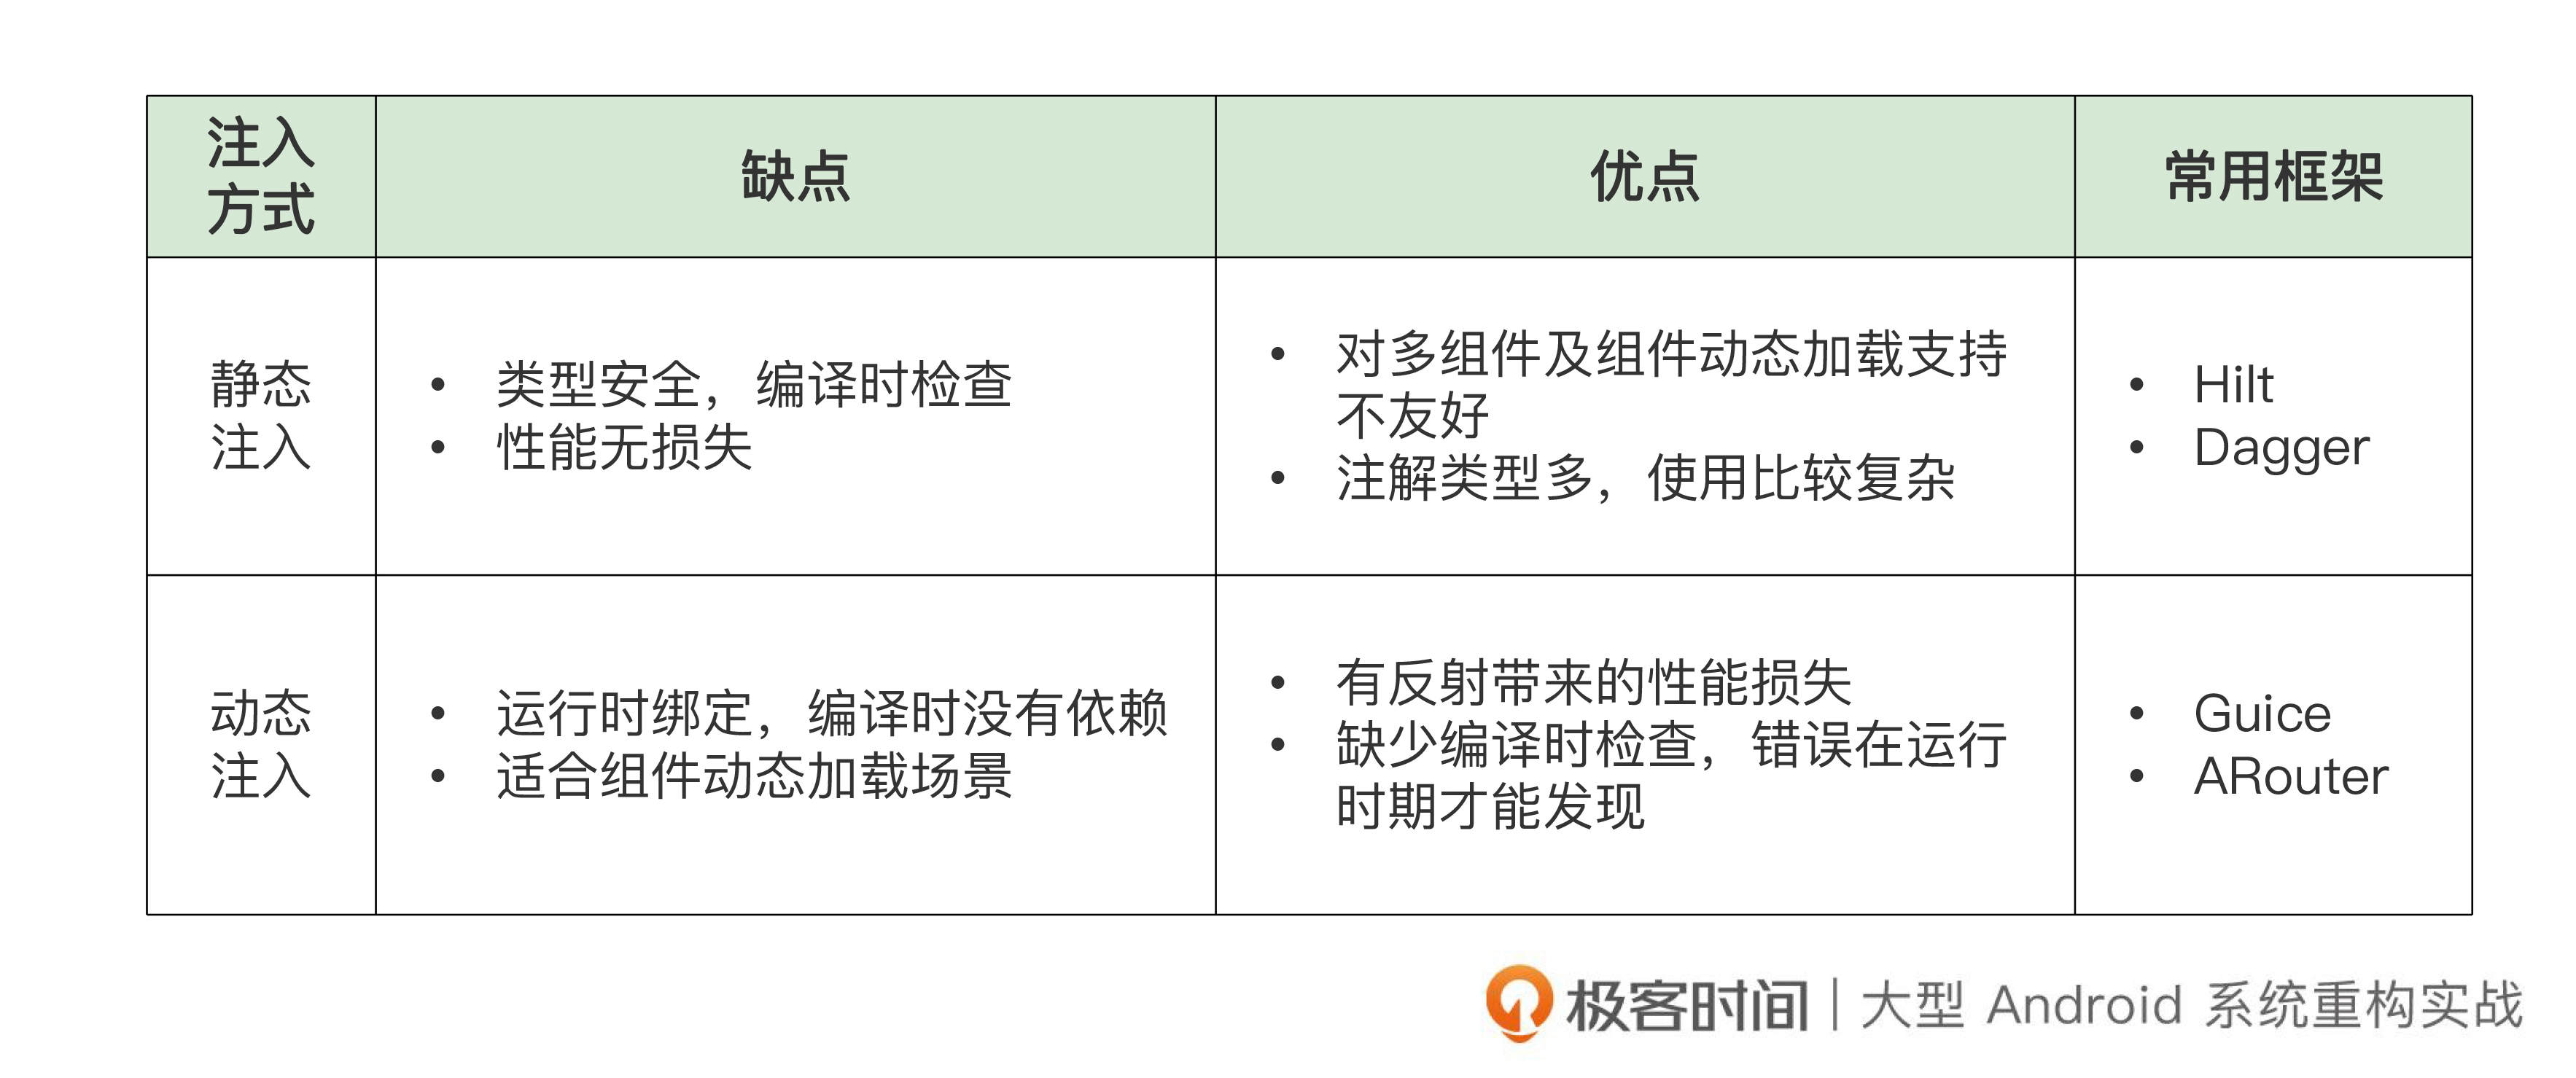 注入
方式
缺点
优点
常用框架
静态
注入
• 类型安全，编译时检查
• 性能无损失
• 对多组件及组件动态加载支持
不友好
• 注解类型多，使用比较复杂
• Hilt
• Dagger
动态
注入
• 运行时绑定，编译时没有依赖
• 适合组件动态加载场景
• 有反射带来的性能损失
• 缺少编译时检查，错误在运行
时期才能发现
• Guice
• ARouter
极客时间 | 大型 Android 系统重构实战